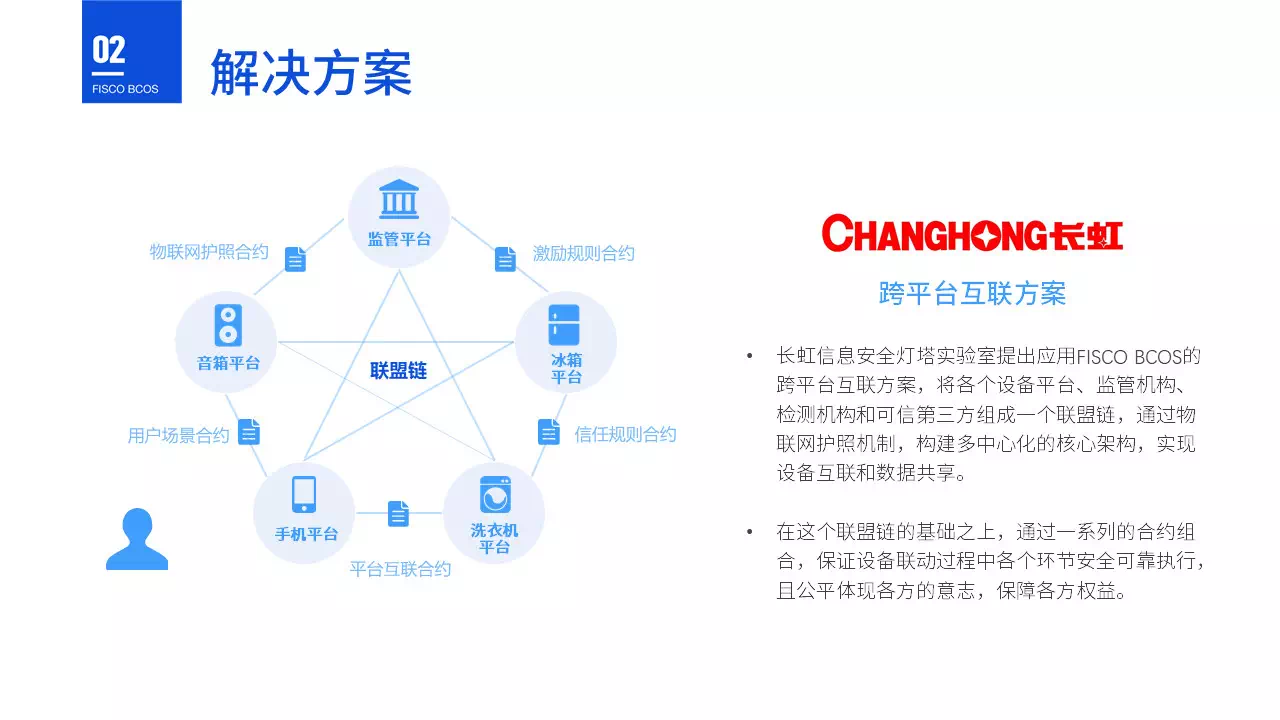 02
FISCO BCOS
解决方案
监管平台
物联网护照合约
激励规则合约
音箱平台
冰箱
平台
联盟链
用户场景合约
信任规则合约
手机平台
洗衣机
平台
平台互联合约
CHANGHONG长虹
跨平台互联方案
• 长虹信息安全灯塔实验室提出应用FISCO BCOS的
跨平台互联方案，将各个设备平台、监管机构、
检测机构和可信第三方组成一个联盟链，通过物
联网护照机制，构建多中心化的核心架构，实现
设备互联和数据共享。
• 在这个联盟链的基础之上，通过一系列的合约组
合，保证设备联动过程中各个环节安全可靠执行，
且公平体现各方的意志，保障各方权益。